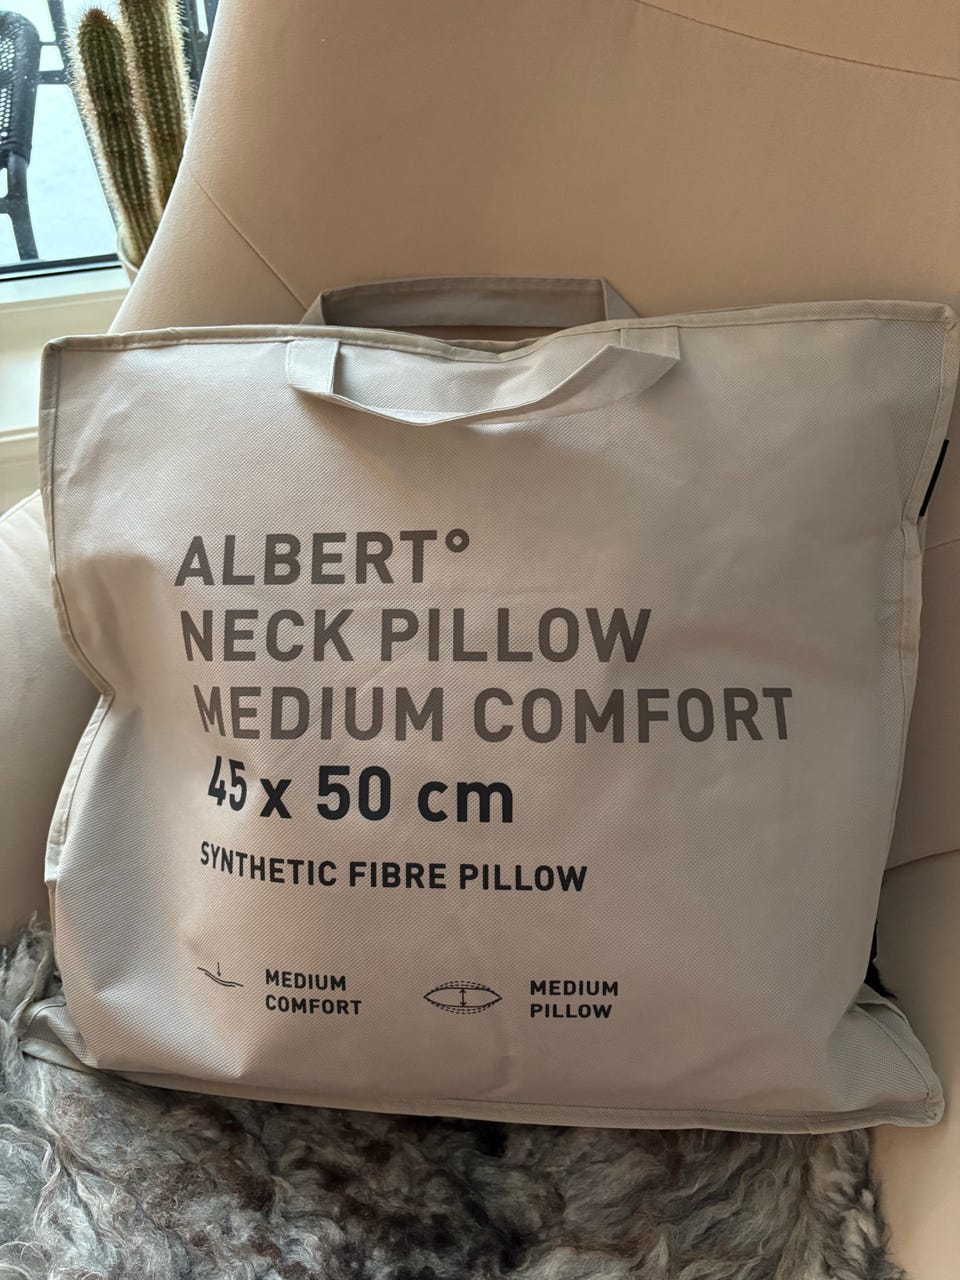 ALBERT°
NECK PILLOW
MEDIUM COMFORT
45 x 50 cm
SYNTHETIC FIBRE PILLOW
MEDIUM
COMFORT
MEDIUM
PILLOW